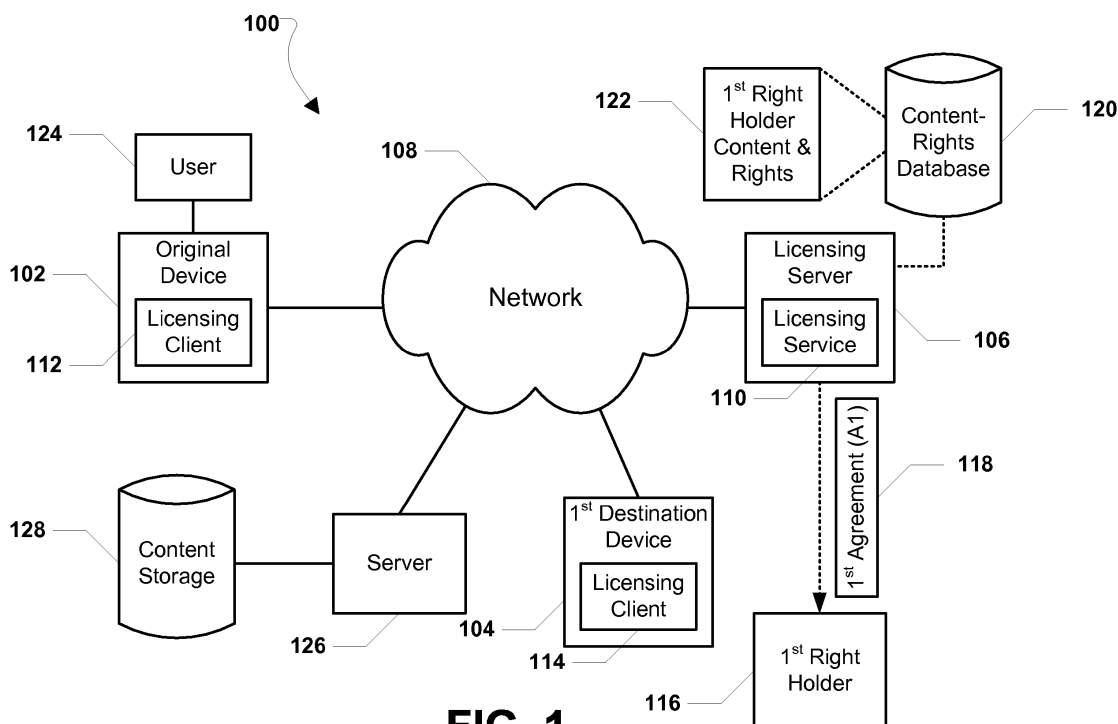 100
124
User
108
122
1st Right
Holder
Content &
Rights
Content-
Rights
Database
120
102
Original
Device
Licensing
Client
112
Network
Licensing
Server
Licensing
Service
106
110
1st Agreement (A1)
118
128
Content
Storage
Server
126
1st Destination
Device
Licensing
Client
104
114
1st Right
Holder
116
FIG. 1